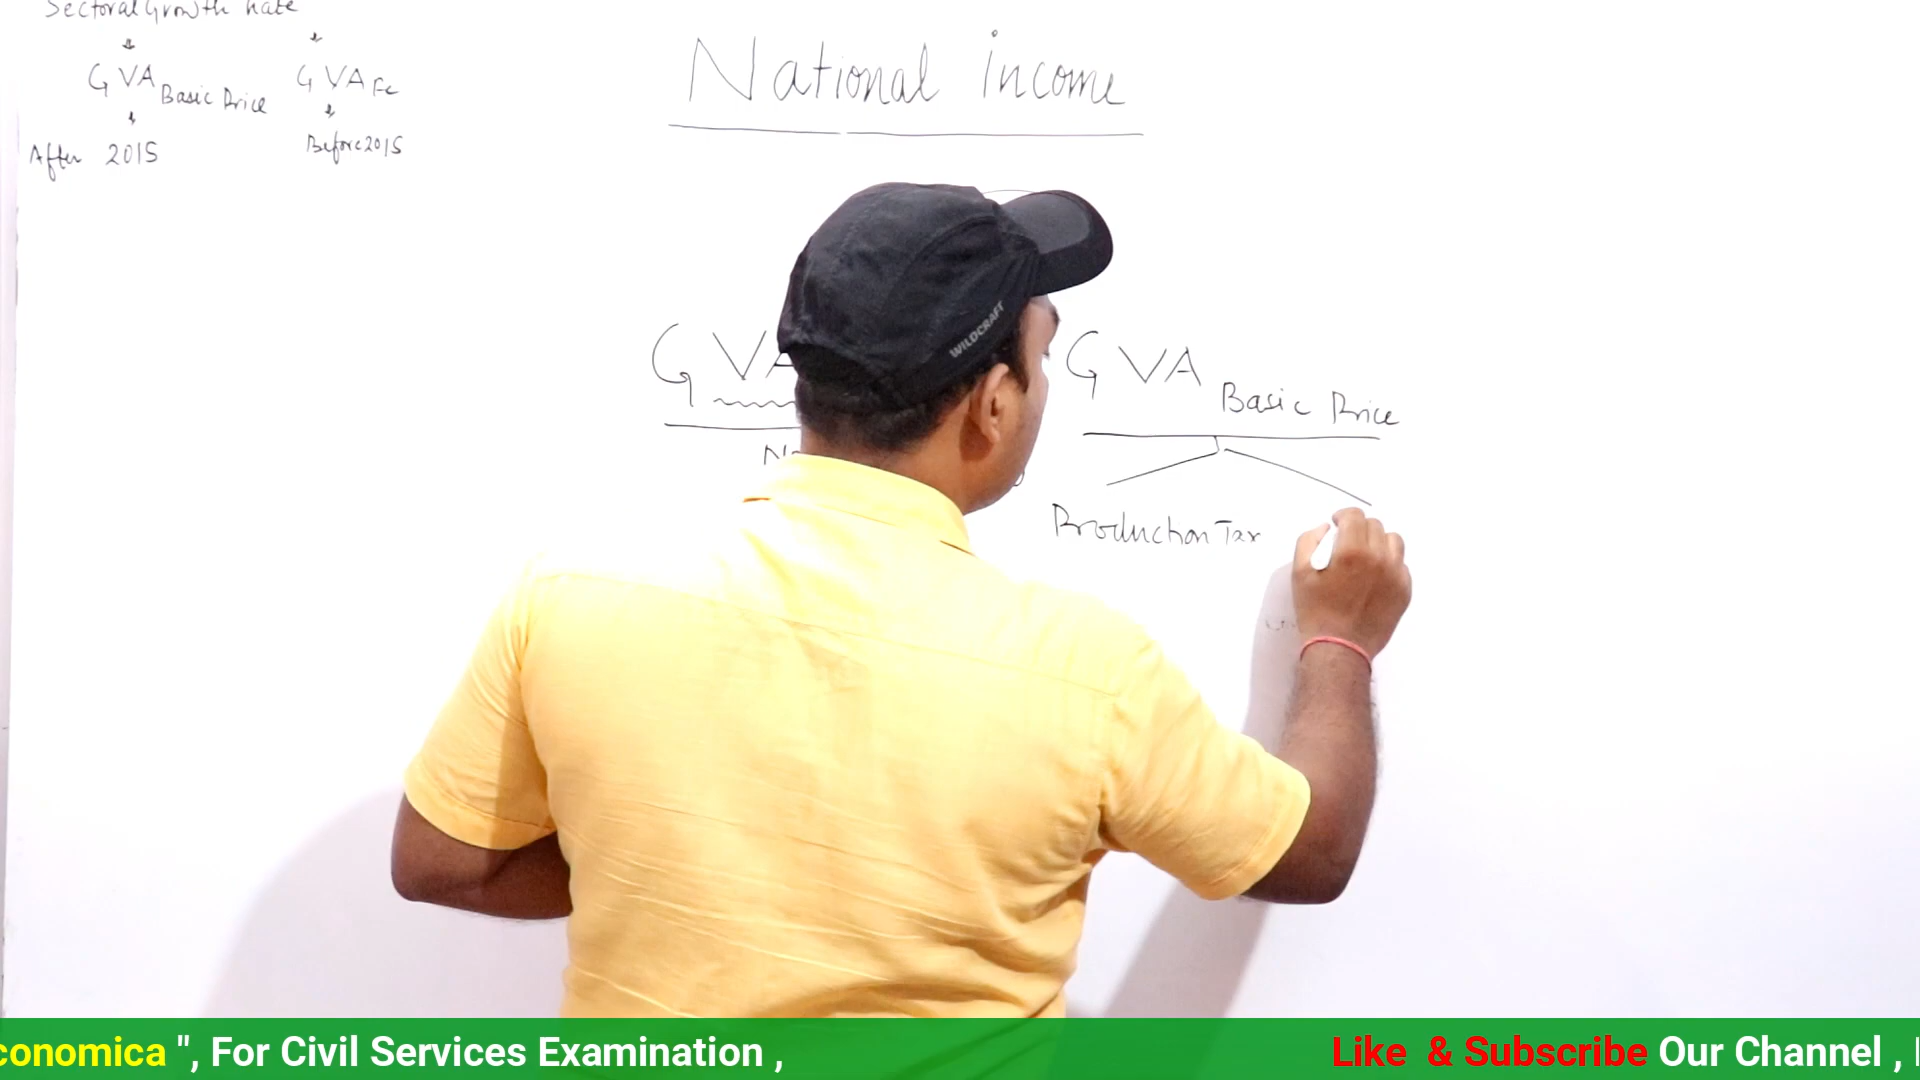 Sectoral Growth Rate
GVA Basic Price GVA FC
After 2015 Before 2015
National Income
GVA GVA Basic Price
Production Tax
WILDCRAFT
conomica ", For Civil Services Examination , Like & Subscribe Our Channel ,